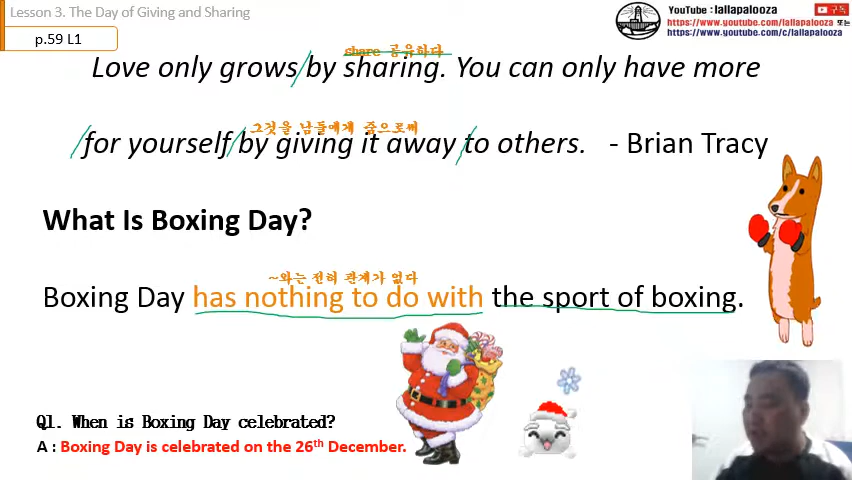 Lesson 3. The Day of Giving and Sharing
YouTube : lallapalooza 구독
https://www.youtube.com/lallapalooza 또는
https://www.youtube.com/c/lallapalooza
p.59 L1
share 공유하다
Love only grows by sharing. You can only have more
그것을 남들에게 줌으로써
for yourself by giving it away to others. - Brian Tracy
What Is Boxing Day?
~와는 전혀 관계가 없다
Boxing Day has nothing to do with the sport of boxing.
Q1. When is Boxing Day celebrated?
A : Boxing Day is celebrated on the 26th December.